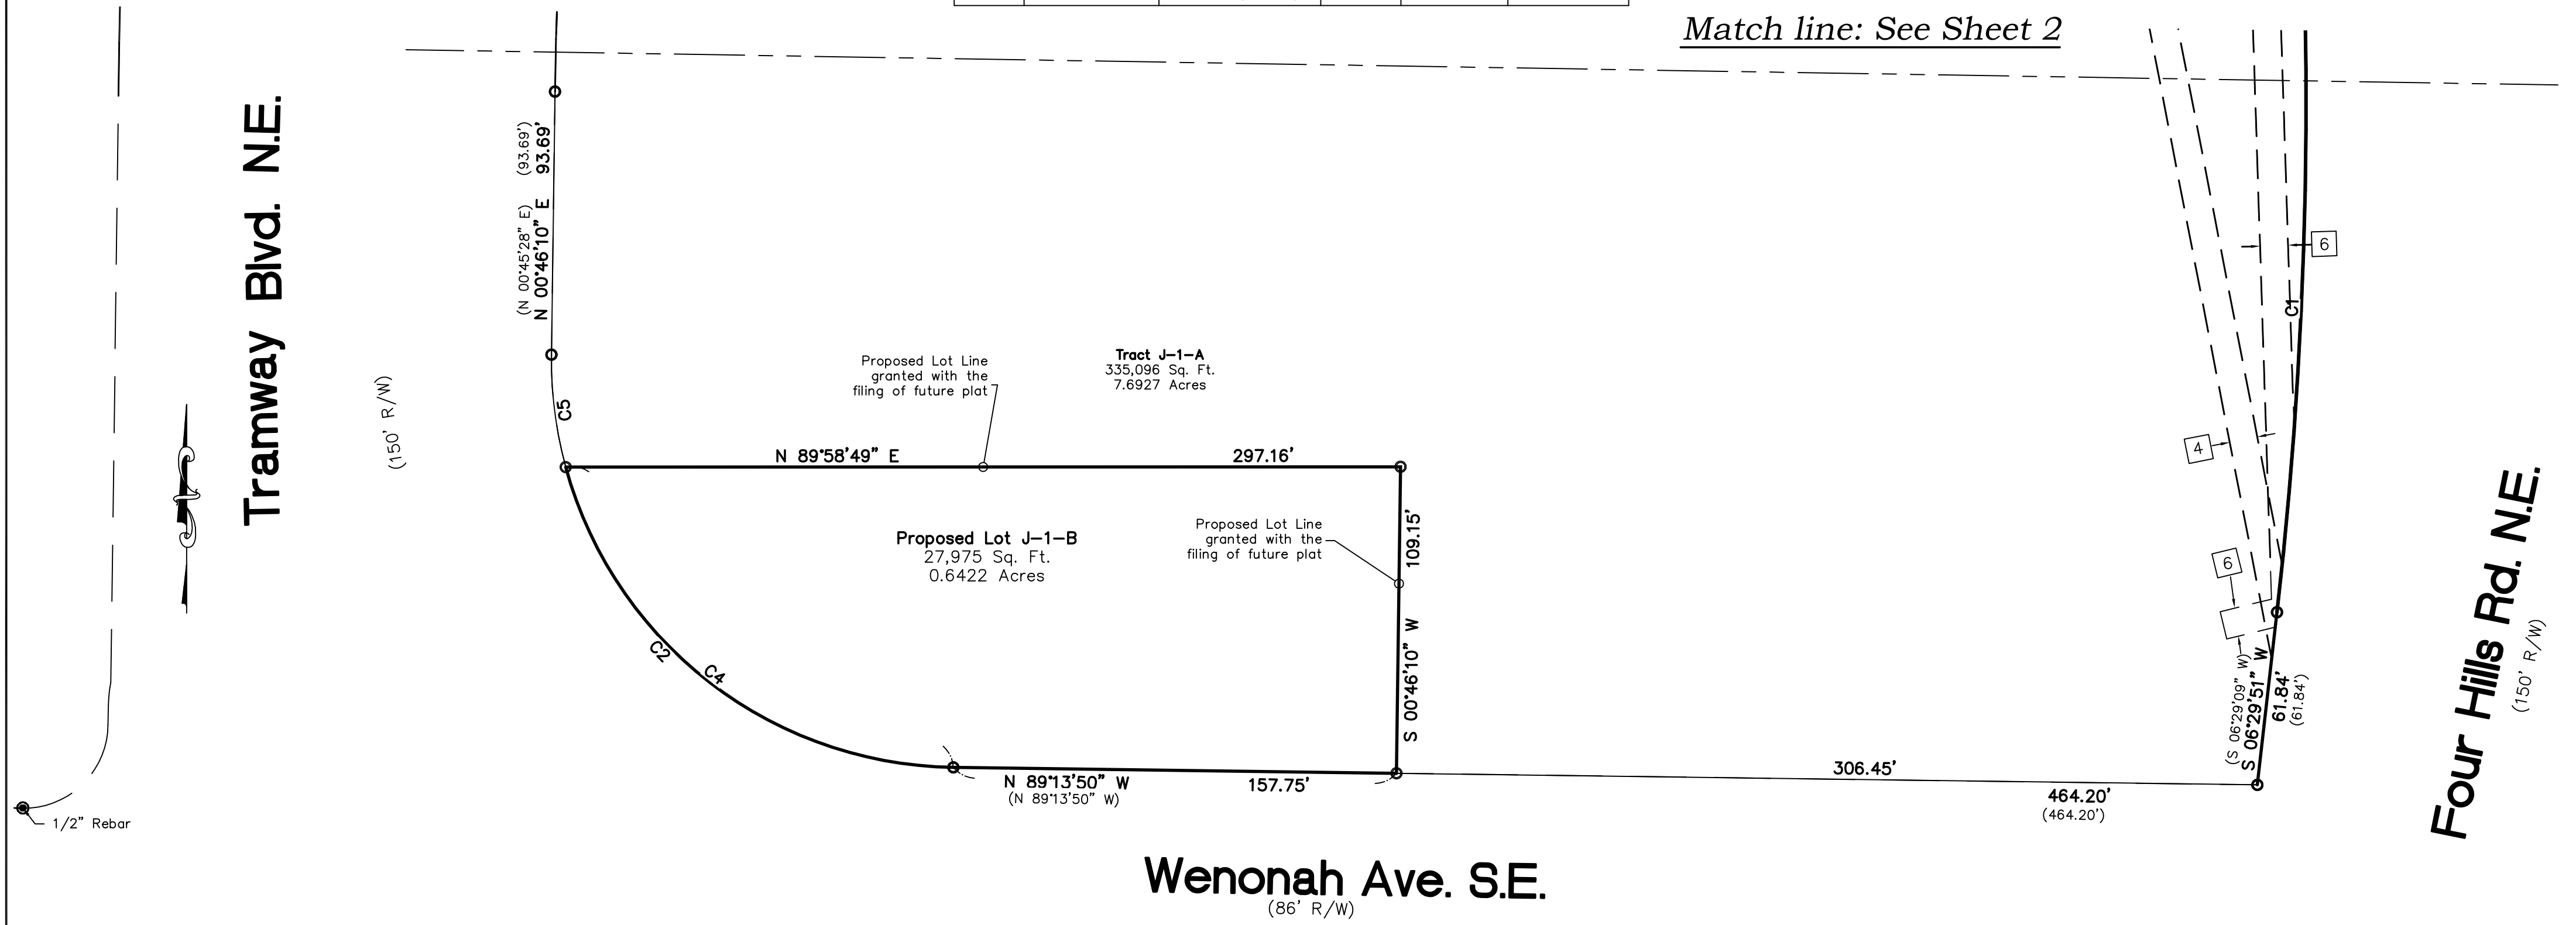 Match line: See Sheet 2
Tramway Blvd. N.E.
(150' R/W)
(N 00°45'28" E) (93.69')
N 00°46'10" E 93.69'
C5
Proposed Lot Line
granted with the
filing of future plat
Tract J-1-A
335,096 Sq. Ft.
7.6927 Acres
N 89°58'49" E 297.16'
Proposed Lot J-1-B
27,975 Sq. Ft.
0.6422 Acres
Proposed Lot Line
granted with the
filing of future plat
109.15'
S 00°46'10" W
C2
C4
N 89°13'50" W 157.75'
(N 89°13'50" W)
306.45'
464.20'
(464.20')
6
C1
4
6
(S 06°29'09" W)
S 06°29'51" W
61.84'
(61.84')
Four Hills Rd. N.E.
(150' R/W)
1/2" Rebar
Wenonah Ave. S.E.
(86' R/W)